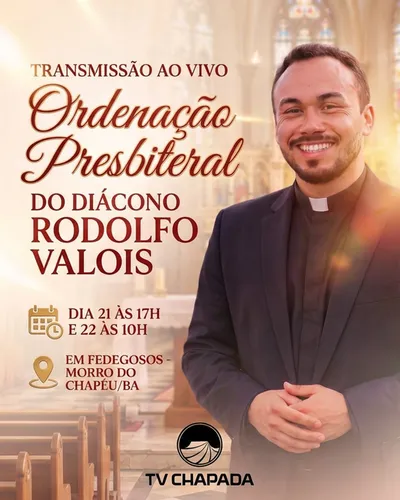 TRANSMISSÃO AO VIVO
Ordenação
Presbiteral
DO DIÁCONO
RODOLFO
VALOIS
DIA 21 ÀS 17H
E 22 ÀS 10H
EM FEDEGOSOS -
MORRO DO
CHAPÉU/BA
TV CHAPADA